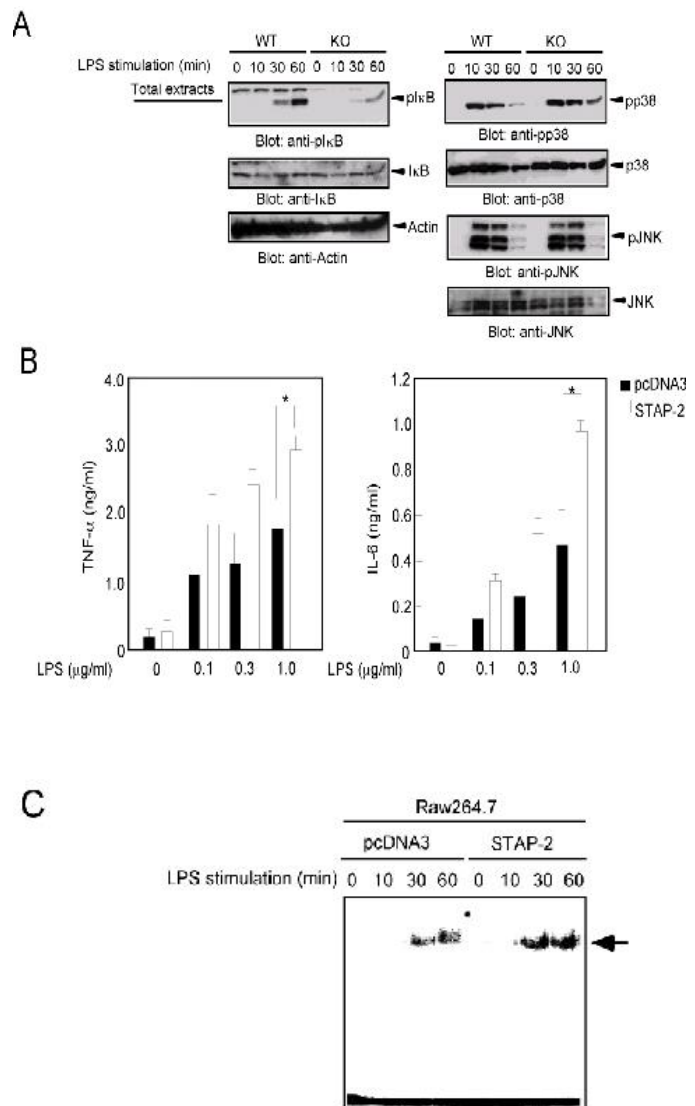 A
WT KO
LPS stimulation (min) 0 10 30 60 0 10 30 60
Total extracts
pIκB
Blot: anti-pIκB
IκB
Blot: anti-IκB
Actin
Blot: anti-Actin
WT KO
0 10 30 60 0 10 30 60
pp38
Blot: anti-pp38
p38
Blot: anti-p38
pJNK
Blot: anti-pJNK
JNK
Blot: anti-JNK
B
TNF-α (ng/ml)
4.0
3.0
2.0
1.0
0
*
LPS (μg/ml) 0 0.1 0.3 1.0
IL-6 (ng/ml)
1.2
1.0
0.8
0.6
0.4
0.2
0
*
LPS (μg/ml) 0 0.1 0.3 1.0
pcDNA3
STAP-2
C
Raw264.7
pcDNA3 STAP-2
LPS stimulation (min) 0 10 30 60 0 10 30 60